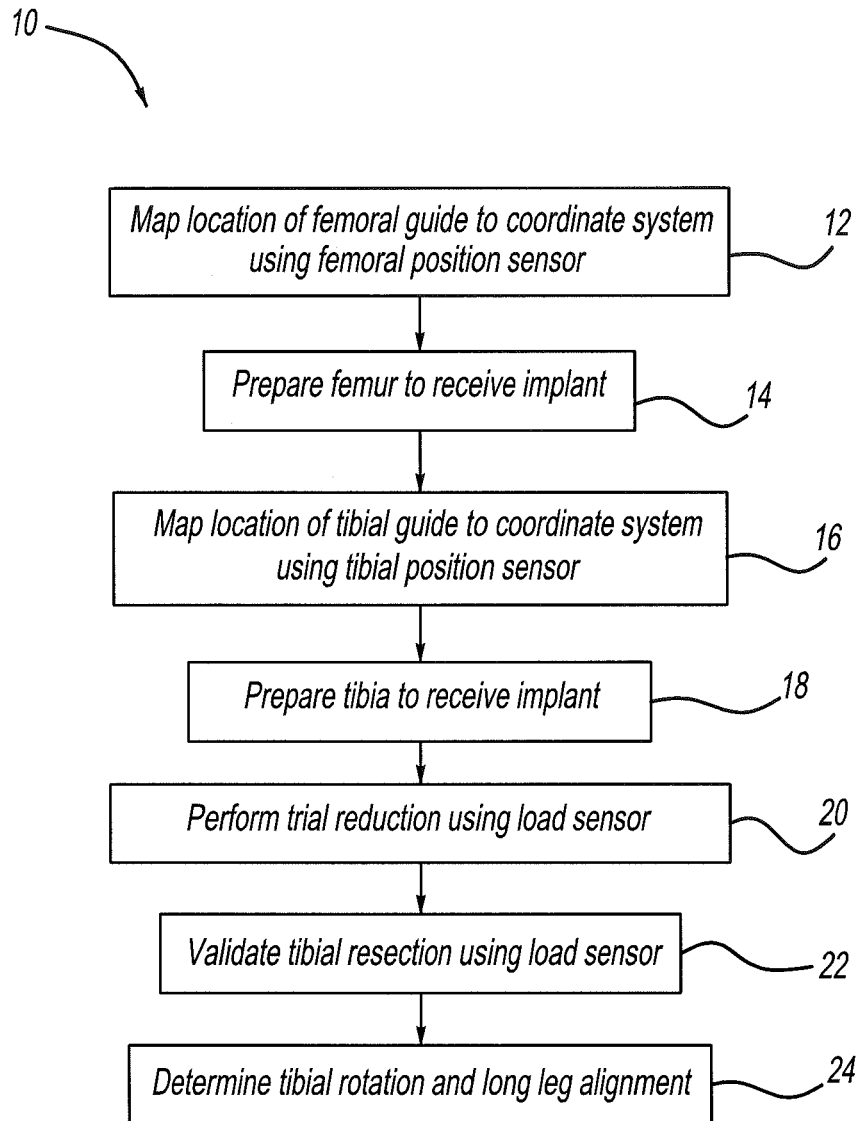 10
Map location of femoral guide to coordinate system
using femoral position sensor
12
Prepare femur to receive implant
14
Map location of tibial guide to coordinate system
using tibial position sensor
16
Prepare tibia to receive implant
18
Perform trial reduction using load sensor
20
Validate tibial resection using load sensor
22
Determine tibial rotation and long leg alignment
24